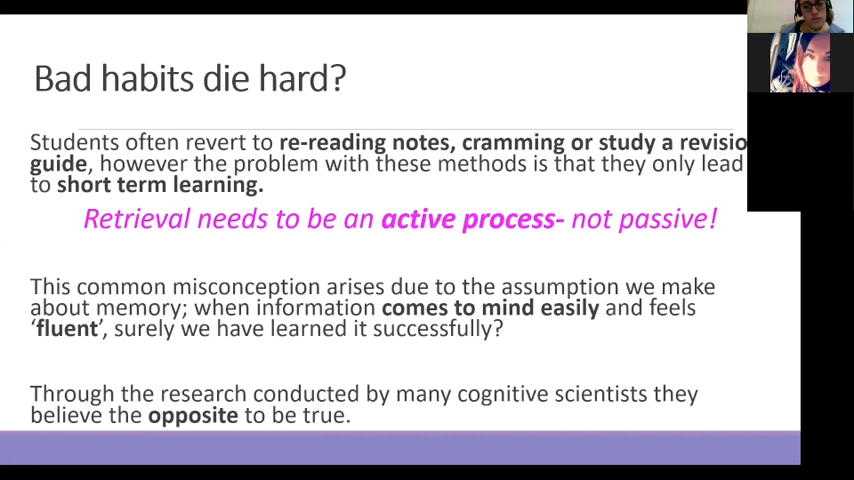 Bad habits die hard?
Students often revert to re-reading notes, cramming or study a revisio
guide, however the problem with these methods is that they only lead
to short term learning.
Retrieval needs to be an active process- not passive!
This common misconception arises due to the assumption we make
about memory; when information comes to mind easily and feels
‘fluent’, surely we have learned it successfully?
Through the research conducted by many cognitive scientists they
believe the opposite to be true.